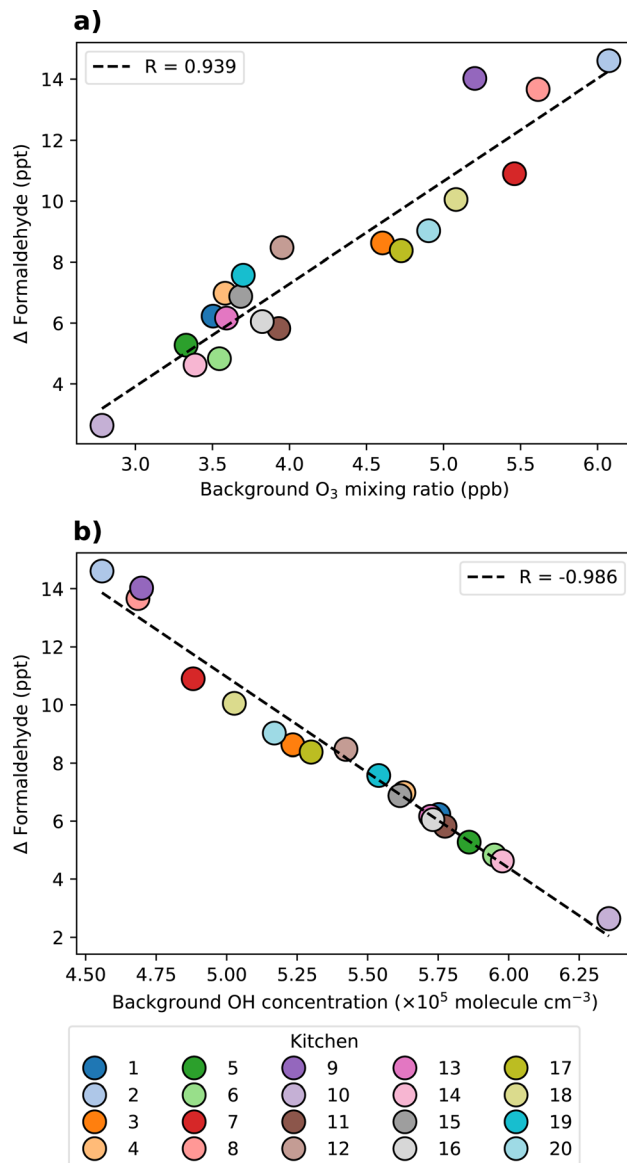 a)
R = 0.939
14
12
10
8
6
4
Δ Formaldehyde (ppt)
3.0 3.5 4.0 4.5 5.0 5.5 6.0
Background O₃ mixing ratio (ppb)
b)
R = -0.986
14
12
10
8
6
4
2
Δ Formaldehyde (ppt)
4.50 4.75 5.00 5.25 5.50 5.75 6.00 6.25
Background OH concentration (×10⁵ molecule cm⁻³)
Kitchen
1 5 9 13 17
2 6 10 14 18
3 7 11 15 19
4 8 12 16 20